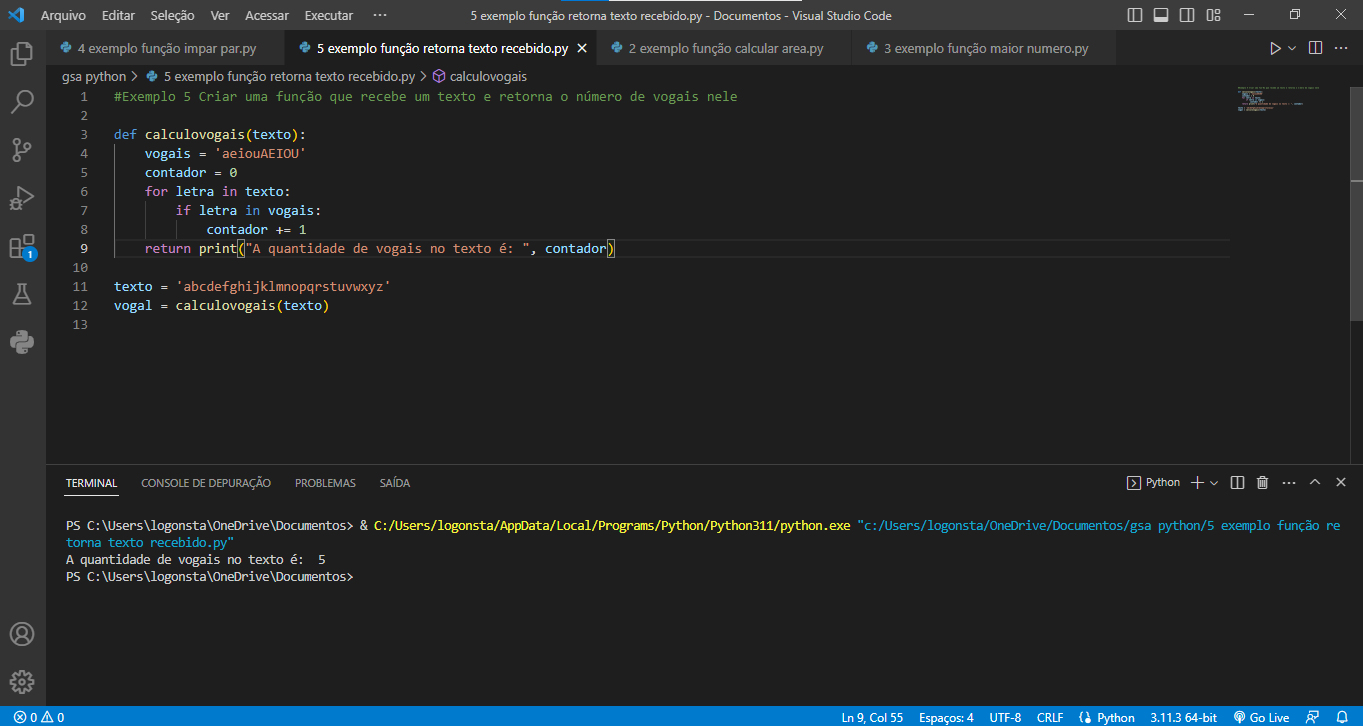 Arquivo Editar Seleção Ver Acessar Executar ··· 5 exemplo função retorna texto recebido.py - Documentos - Visual Studio Code
4 exemplo função impar par.py 5 exemplo função retorna texto recebido.py 2 exemplo função calcular area.py 3 exemplo função maior numero.py
gsa python > 5 exemplo função retorna texto recebido.py > calculovogais
1 #Exemplo 5 Criar uma função que recebe um texto e retorna o número de vogais nele
2
3 def calculovogais(texto):
4 vogais = 'aeiouAEIOU'
5 contador = 0
6 for letra in texto:
7 if letra in vogais:
8 contador += 1
9 return print("A quantidade de vogais no texto é: ", contador)
10
11 texto = 'abcdefghijklmnopqrstuvwxyz'
12 vogal = calculovogais(texto)
13
1
TERMINAL CONSOLE DE DEPURAÇÃO PROBLEMAS SAÍDA Python
PS C:\Users\logonsta\OneDrive\Documentos> & C:/Users/logonsta/AppData/Local/Programs/Python/Python311/python.exe "c:/Users/logonsta/OneDrive/Documentos/gsa python/5 exemplo função re
torna texto recebido.py"
A quantidade de vogais no texto é:  5
PS C:\Users\logonsta\OneDrive\Documentos>
0 0 Ln 9, Col 55 Espaços: 4 UTF-8 CRLF Python 3.11.3 64-bit Go Live